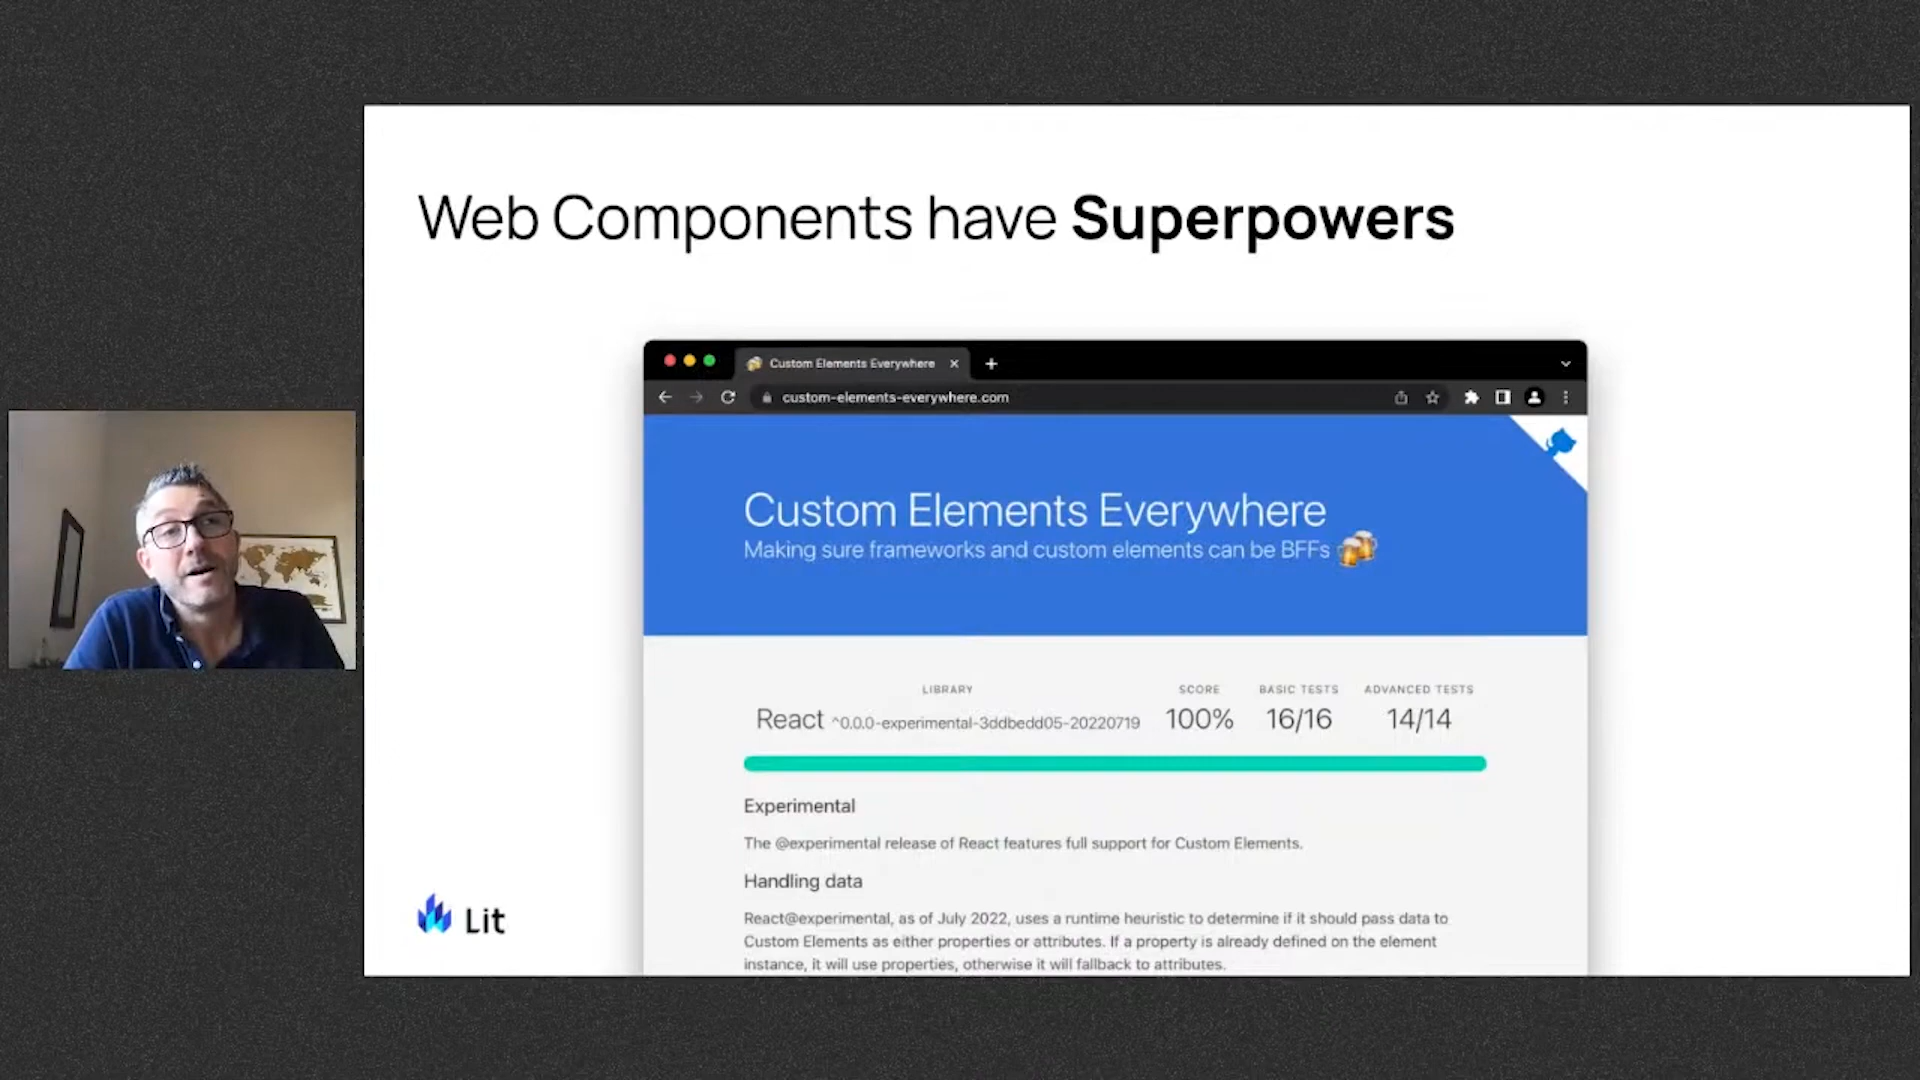 Web Components have Superpowers
Custom Elements Everywhere
custom-elements-everywhere.com
Custom Elements Everywhere
Making sure frameworks and custom elements can be BFFs
LIBRARY SCORE BASIC TESTS ADVANCED TESTS
React ^0.0.0-experimental-3ddbedd05-20220719 100% 16/16 14/14
Experimental
The @experimental release of React features full support for Custom Elements.
Handling data
React@experimental, as of July 2022, uses a runtime heuristic to determine if it should pass data to
Custom Elements as either properties or attributes. If a property is already defined on the element
instance, it will use properties, otherwise it will fallback to attributes.
Lit